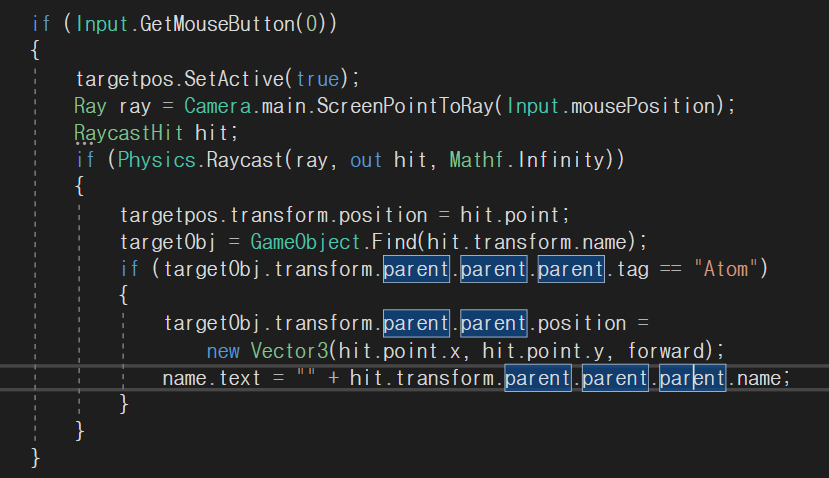 if (Input.GetMouseButton(0))
{
targetpos.SetActive(true);
Ray ray = Camera.main.ScreenPointToRay(Input.mousePosition);
RaycastHit hit;
if (Physics.Raycast(ray, out hit, Mathf.Infinity))
{
targetpos.transform.position = hit.point;
targetObj = GameObject.Find(hit.transform.name);
if (targetObj.transform.parent.parent.parent.tag == "Atom")
{
targetObj.transform.parent.parent.position =
new Vector3(hit.point.x, hit.point.y, forward);
name.text = "" + hit.transform.parent.parent.parent.name;
}
}
}